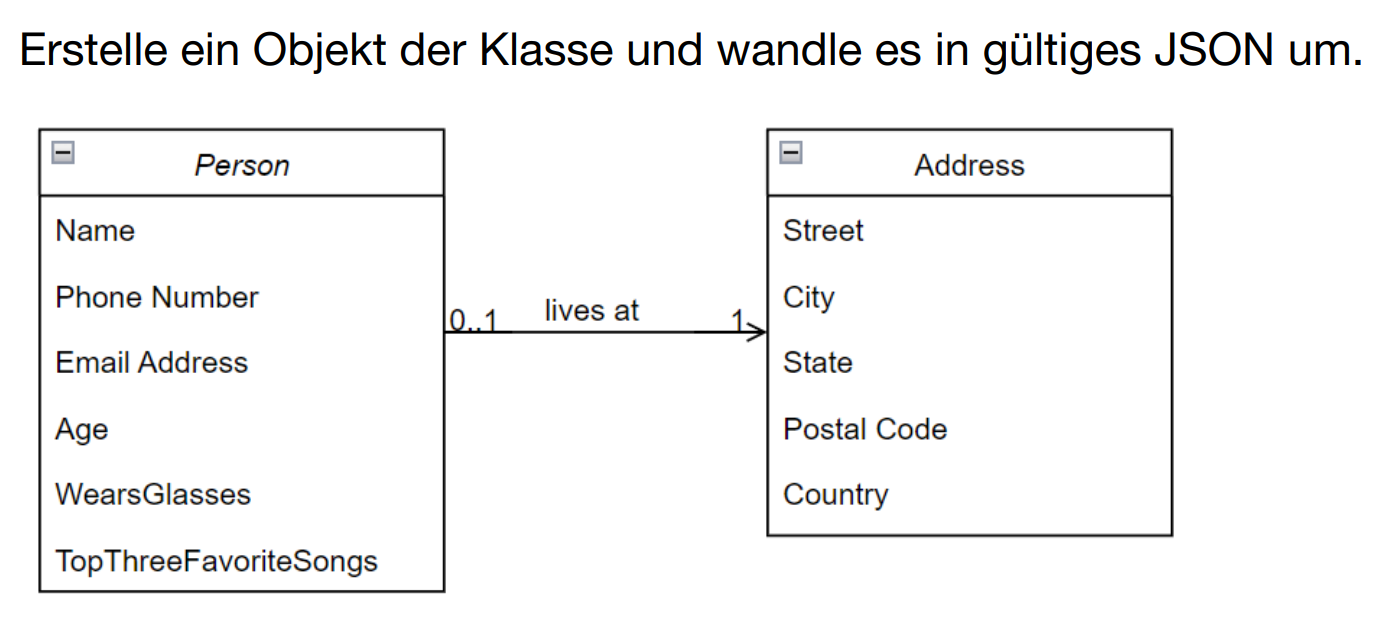 Erstelle ein Objekt der Klasse und wandle es in gültiges JSON um.
Person
Name
Phone Number
Email Address
Age
WearsGlasses
TopThreeFavoriteSongs
0..1
lives at
1
Address
Street
City
State
Postal Code
Country